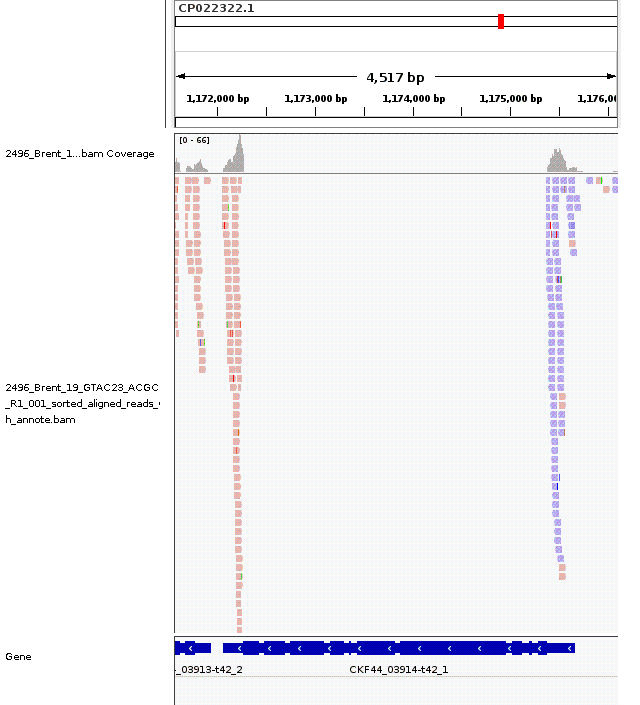 CP022322.1
4,517 bp
1,172,000 bp 1,173,000 bp 1,174,000 bp 1,175,000 bp 1,176,0
[0 - 66]
2496_Brent_1...bam Coverage
2496_Brent_19_GTAC23_ACGC
_R1_001_sorted_aligned_reads_
h_annote.bam
Gene
_03913-t42_2 CKF44_03914-t42_1